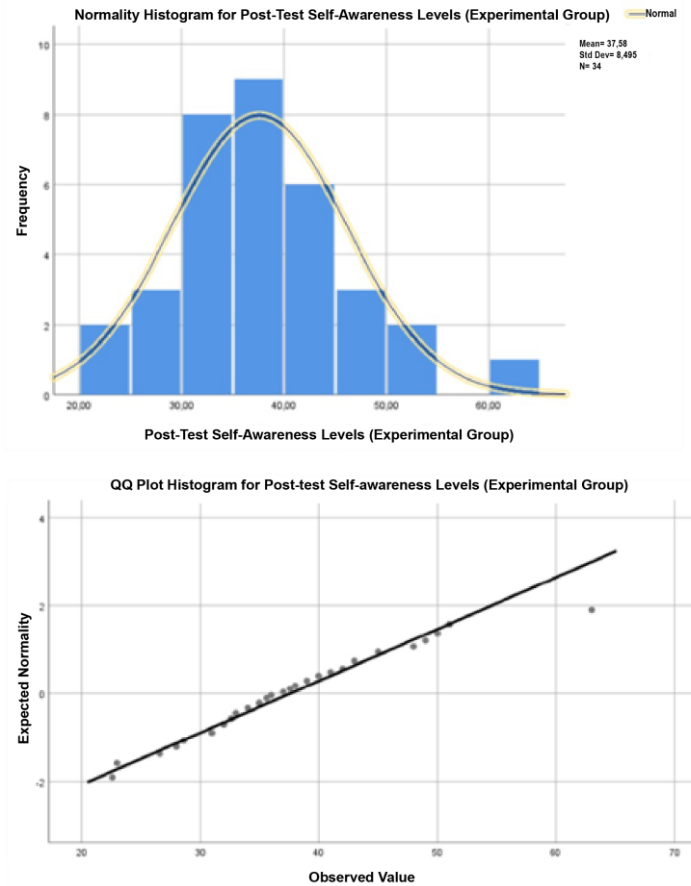 Normality Histogram for Post-Test Self-Awareness Levels (Experimental Group)
Normal
Mean= 37,58
Std Dev= 8,495
N= 34
10
8
6
4
2
0
Frequency
20,00 30,00 40,00 50,00 60,00
Post-Test Self-Awareness Levels (Experimental Group)
QQ Plot Histogram for Post-test Self-awareness Levels (Experimental Group)
4
2
0
-2
Expected Normality
20 30 40 50 60 70
Observed Value